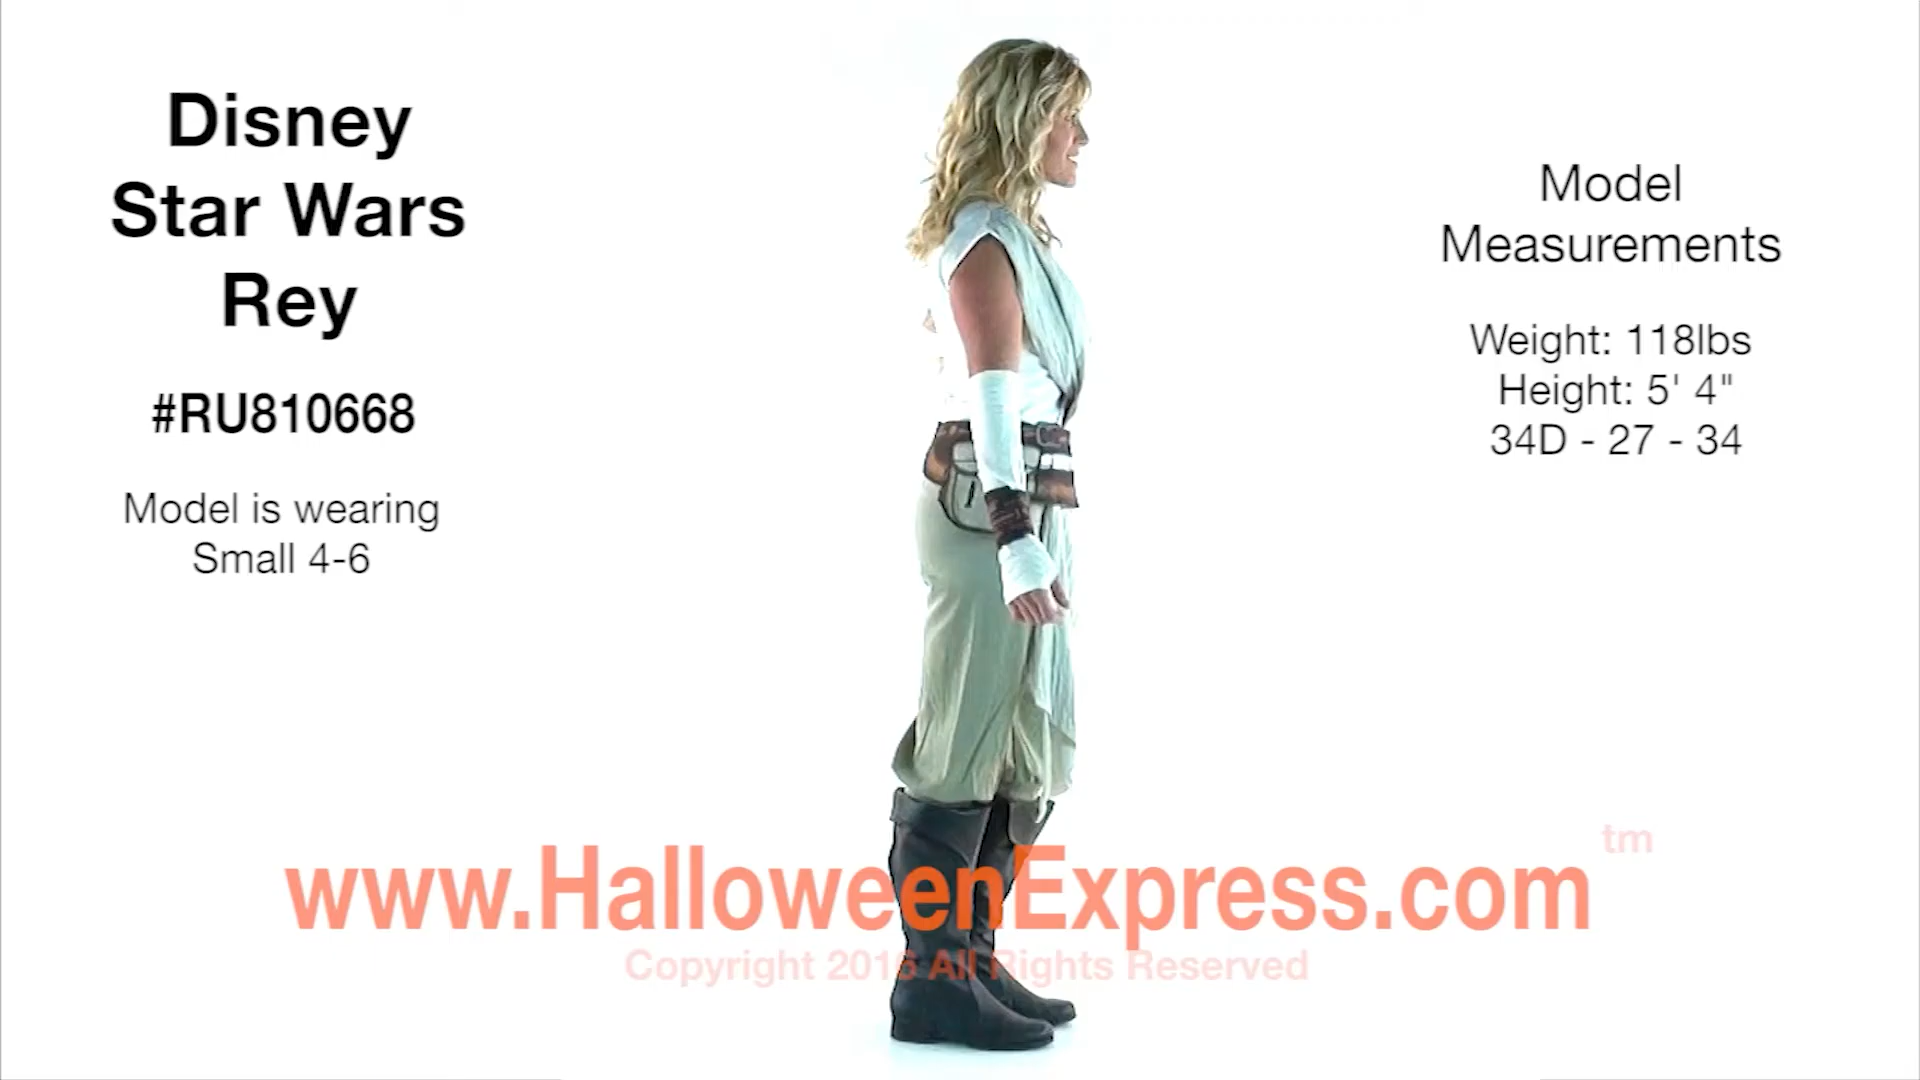 Disney
Star Wars
Rey
#RU810668
Model is wearing
Small 4-6
Model
Measurements
Weight: 118lbs
Height: 5' 4"
34D - 27 - 34
www.HalloweenExpress.com
tm
Copyright 2016 All Rights Reserved